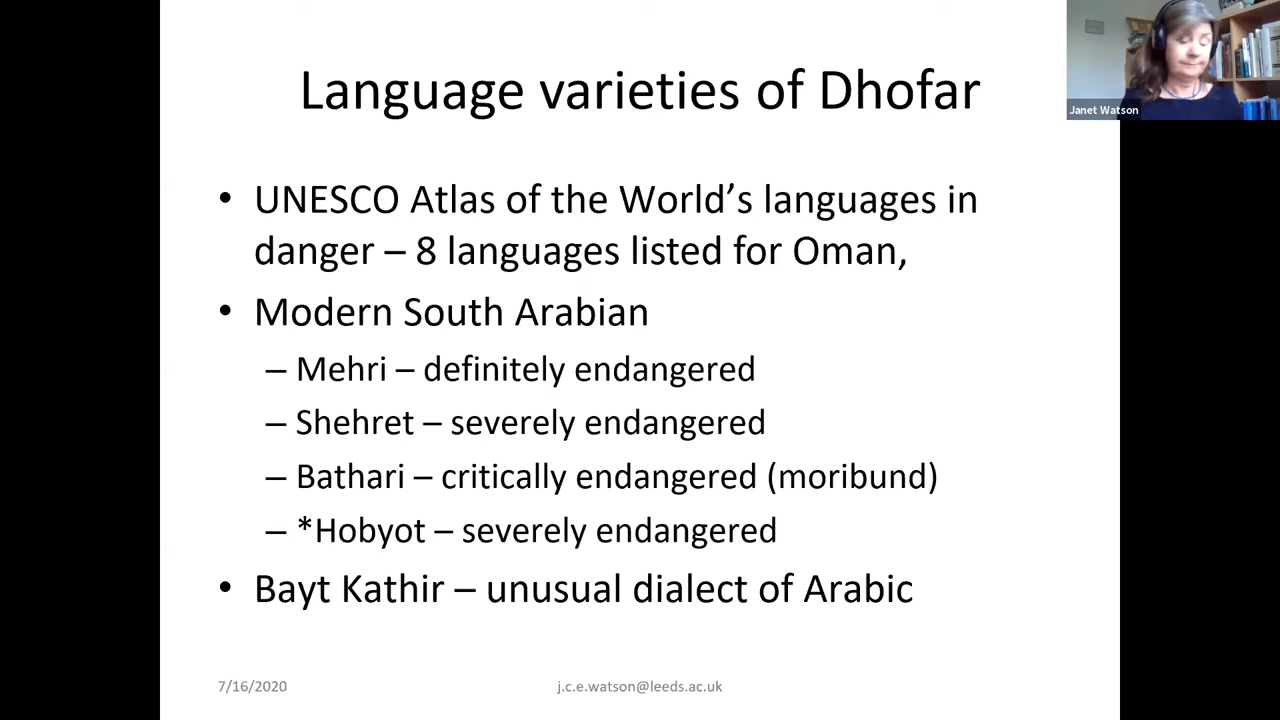 Language varieties of Dhofar
Janet Watson
• UNESCO Atlas of the World’s languages in
danger – 8 languages listed for Oman,
• Modern South Arabian
– Mehri – definitely endangered
– Shehret – severely endangered
– Bathari – critically endangered (moribund)
– *Hobyot – severely endangered
• Bayt Kathir – unusual dialect of Arabic
7/16/2020
j.c.e.watson@leeds.ac.uk